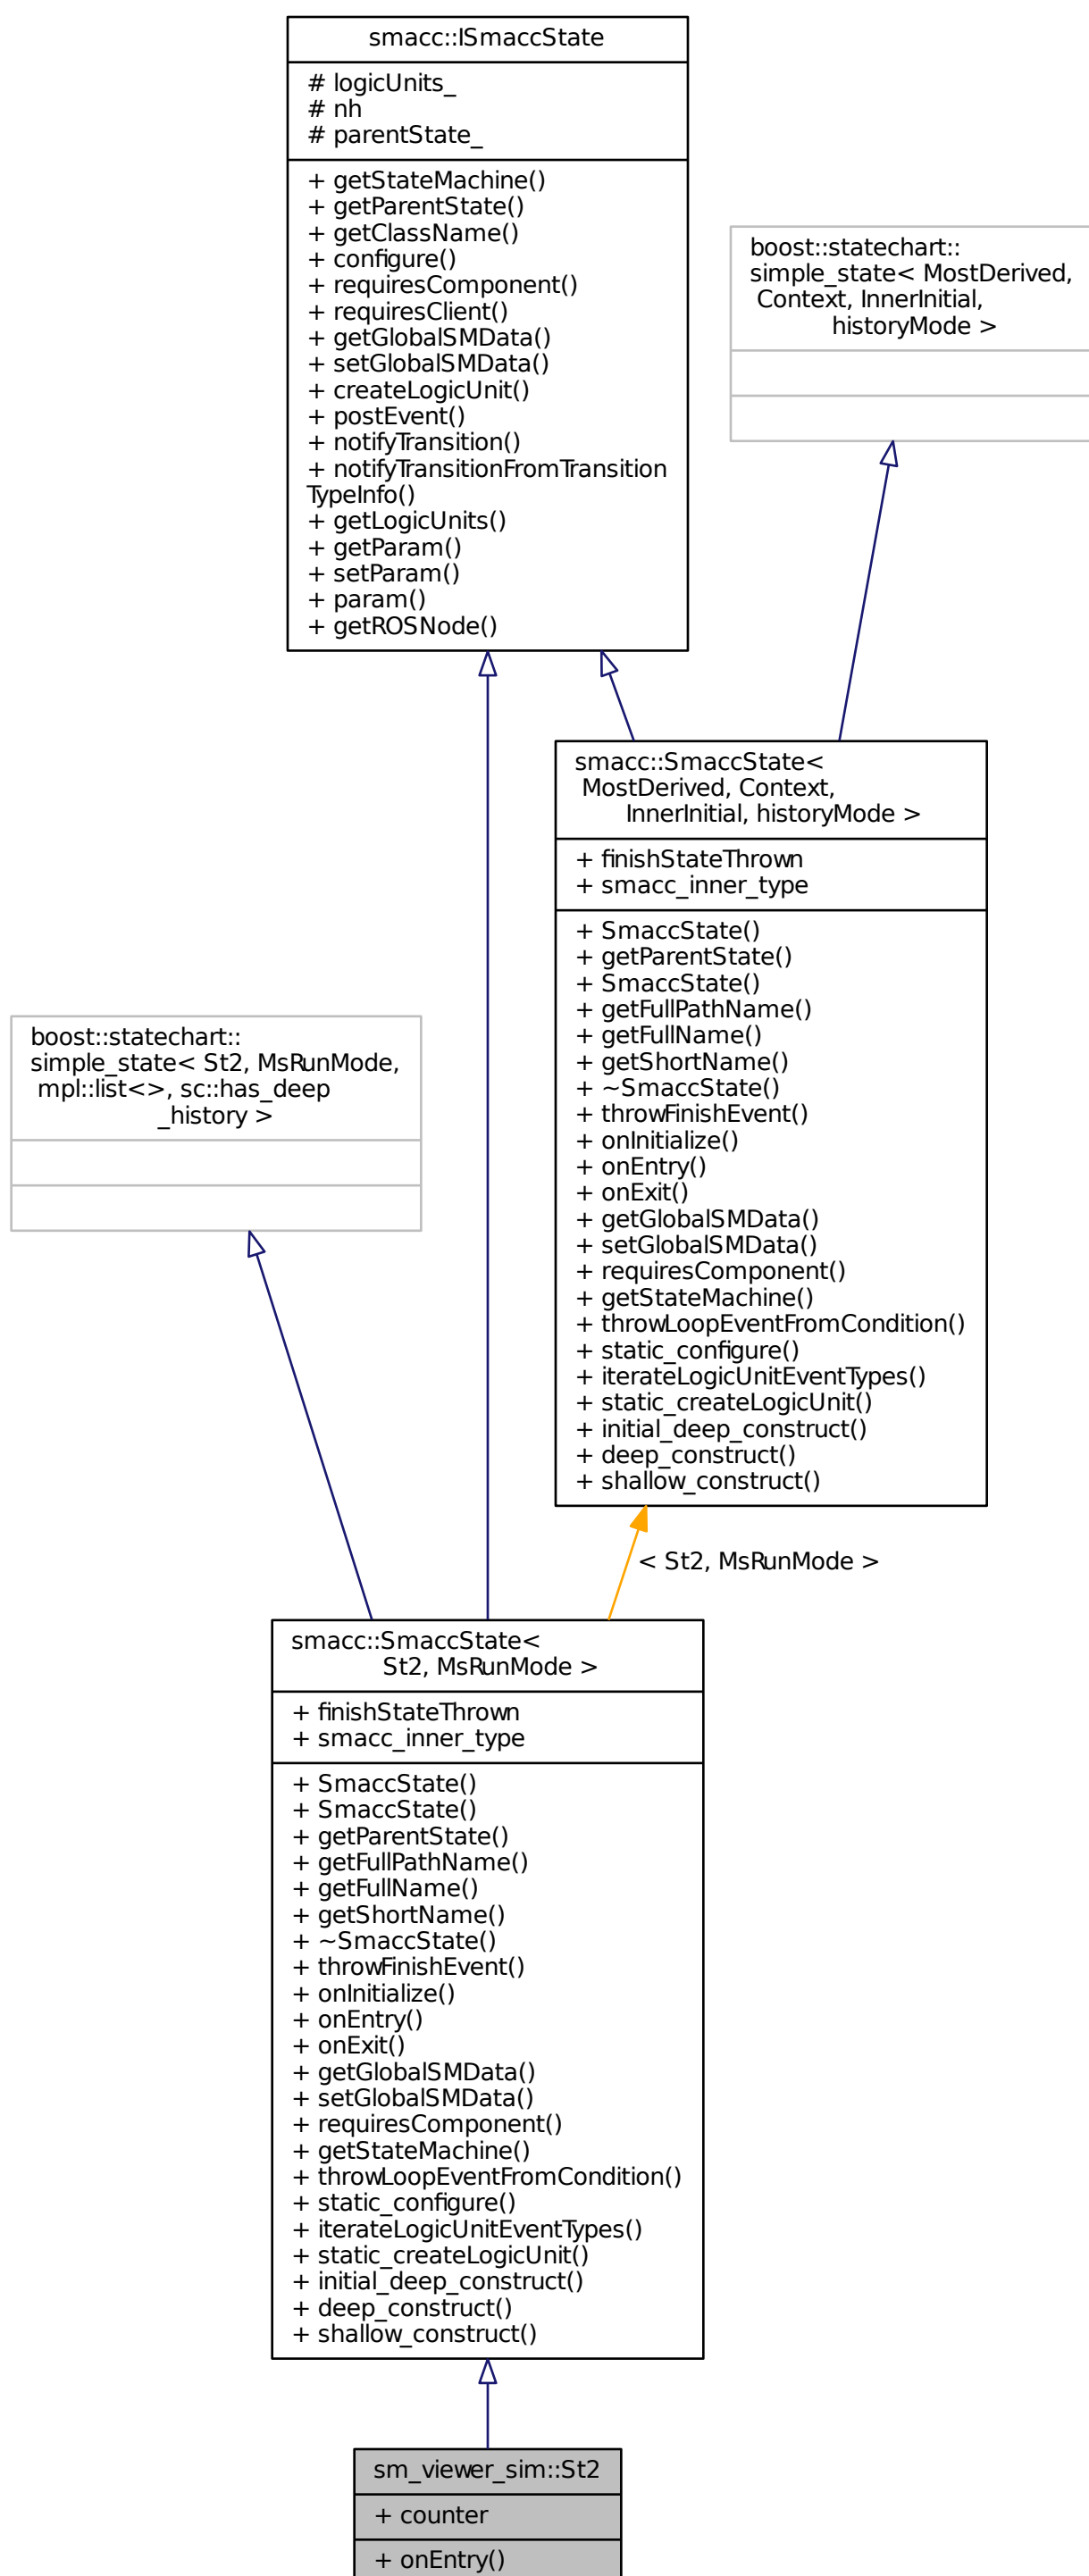 smacc::ISmaccState
# logicUnits_
# nh
# parentState_
+ getStateMachine()
+ getParentState()
+ getClassName()
+ configure()
+ requiresComponent()
+ requiresClient()
+ getGlobalSMData()
+ setGlobalSMData()
+ createLogicUnit()
+ postEvent()
+ notifyTransition()
+ notifyTransitionFromTransition
TypeInfo()
+ getLogicUnits()
+ getParam()
+ setParam()
+ param()
+ getROSNode()
boost::statechart::
simple_state< MostDerived,
Context, InnerInitial,
historyMode >
smacc::SmaccState<
MostDerived, Context,
InnerInitial, historyMode >
+ finishStateThrown
+ smacc_inner_type
+ SmaccState()
+ getParentState()
+ SmaccState()
+ getFullPathName()
+ getFullName()
+ getShortName()
+ ~SmaccState()
+ throwFinishEvent()
+ onInitialize()
+ onEntry()
+ onExit()
+ getGlobalSMData()
+ setGlobalSMData()
+ requiresComponent()
+ getStateMachine()
+ throwLoopEventFromCondition()
+ static_configure()
+ iterateLogicUnitEventTypes()
+ static_createLogicUnit()
+ initial_deep_construct()
+ deep_construct()
+ shallow_construct()
boost::statechart::
simple_state< St2, MsRunMode,
mpl::list<>, sc::has_deep
_history >
< St2, MsRunMode >
smacc::SmaccState<
St2, MsRunMode >
+ finishStateThrown
+ smacc_inner_type
+ SmaccState()
+ SmaccState()
+ getParentState()
+ getFullPathName()
+ getFullName()
+ getShortName()
+ ~SmaccState()
+ throwFinishEvent()
+ onInitialize()
+ onEntry()
+ onExit()
+ getGlobalSMData()
+ setGlobalSMData()
+ requiresComponent()
+ getStateMachine()
+ throwLoopEventFromCondition()
+ static_configure()
+ iterateLogicUnitEventTypes()
+ static_createLogicUnit()
+ initial_deep_construct()
+ deep_construct()
+ shallow_construct()
sm_viewer_sim::St2
+ counter
+ onEntry()